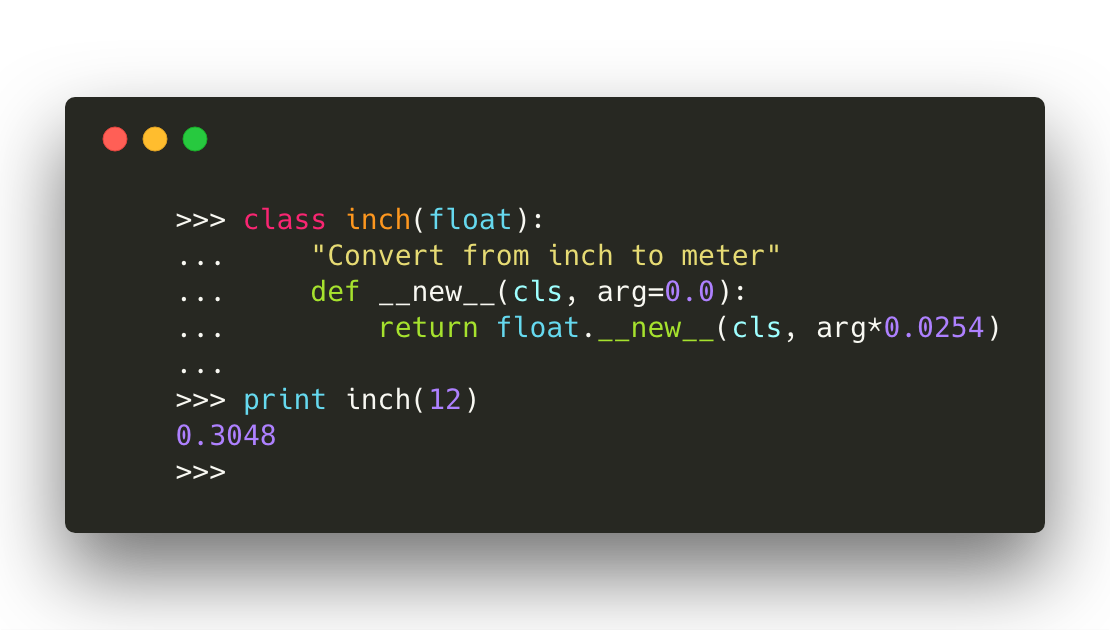 >>> class inch(float):
...     "Convert from inch to meter"
...     def __new__(cls, arg=0.0):
...         return float.__new__(cls, arg*0.0254)
...
>>> print inch(12)
0.3048
>>>